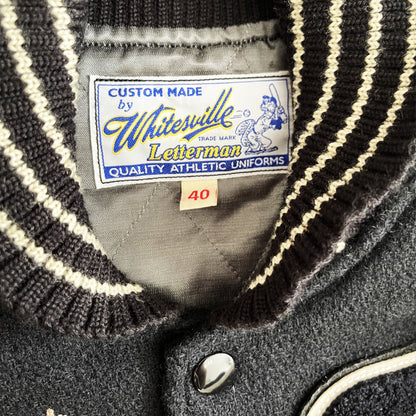 CUSTOM MADE
by
Whitesville
TRADE MARK
Letterman
QUALITY ATHLETIC UNIFORMS
40